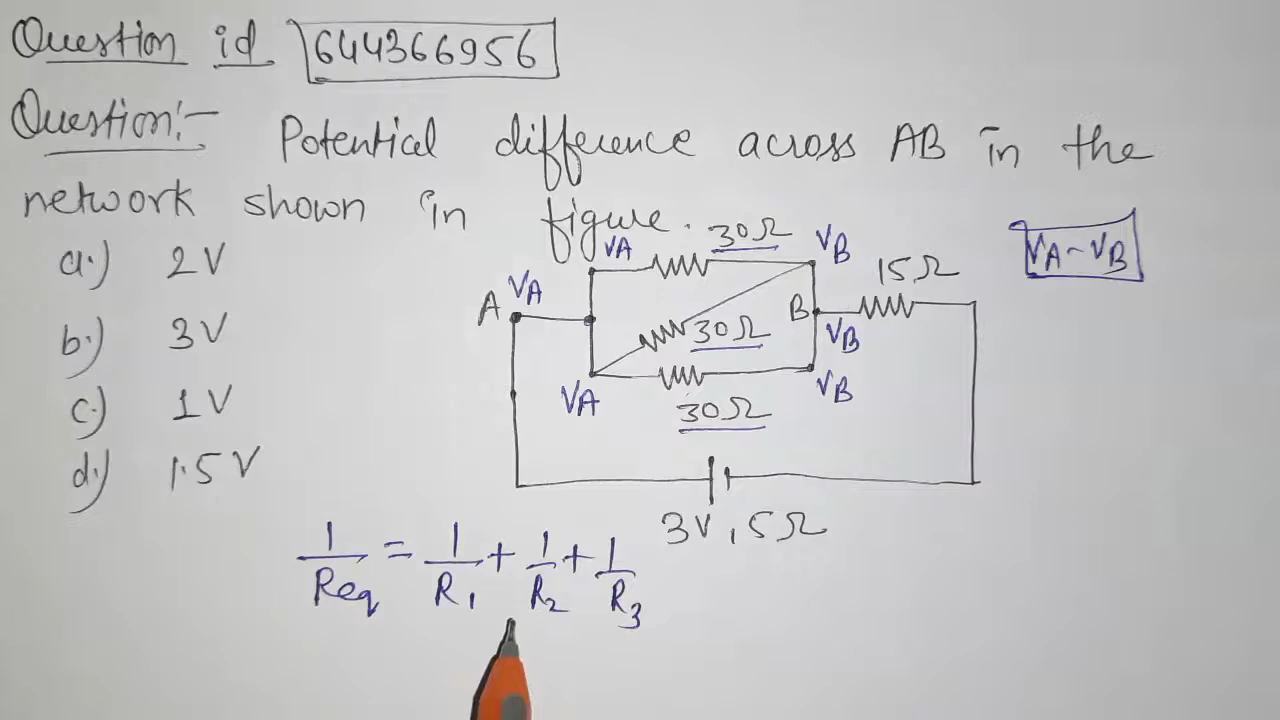 Question id 644366956
Question:- Potential difference across AB in the
network shown in figure.
a.) 2V
b.) 3V
c.) 1V
d.) 1.5V
VA 30Ω VB
VA~VB
A VA
15Ω
B
30Ω
VB
VA VB
30Ω
3V, 5Ω
1/Req = 1/R1 + 1/R2 + 1/R3